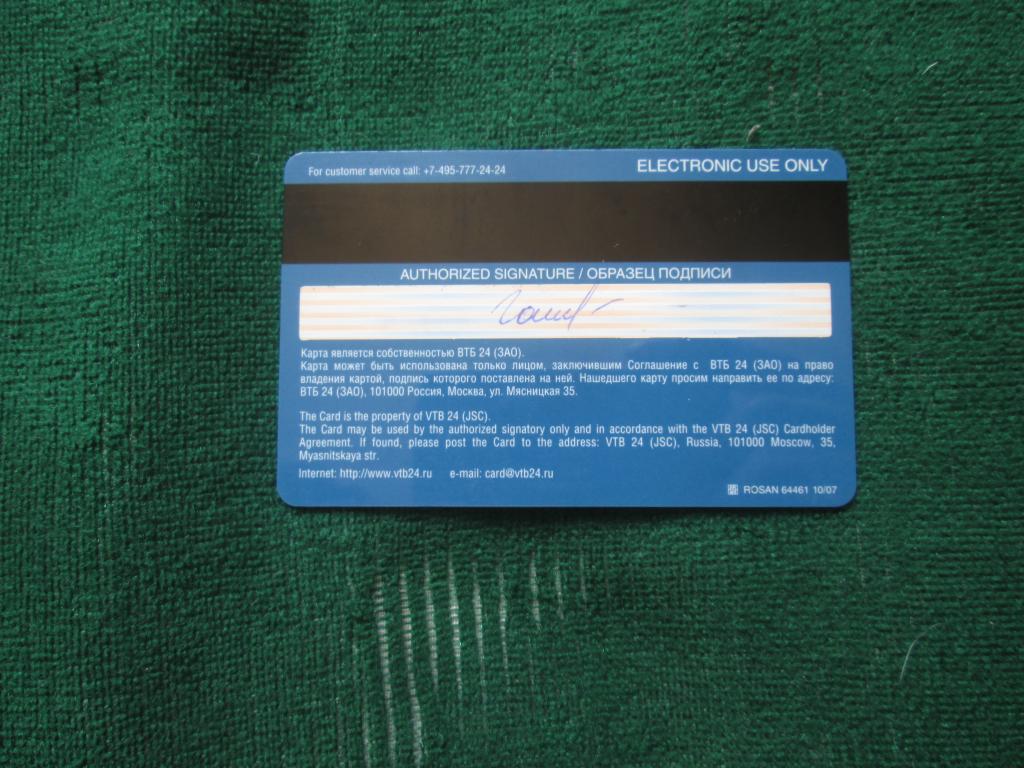 For customer service call: +7-495-777-24-24
ELECTRONIC USE ONLY
AUTHORIZED SIGNATURE / ОБРАЗЕЦ ПОДПИСИ
Карта является собственностью ВТБ 24 (ЗАО).
Карта может быть использована только лицом, заключившим Соглашение с ВТБ 24 (ЗАО) на право
владения картой, подпись которого поставлена на ней. Нашедшего карту просим направить ее по адресу:
ВТБ 24 (ЗАО), 101000 Россия, Москва, ул. Мясницкая 35.
The Card is the property of VTB 24 (JSC).
The Card may be used by the authorized signatory only and in accordance with the VTB 24 (JSC) Cardholder
Agreement. If found, please post the Card to the address: VTB 24 (JSC), Russia, 101000 Moscow, 35,
Myasnitskaya str.
Internet: http://www.vtb24.ru e-mail: card@vtb24.ru
ROSAN 64461 10/07